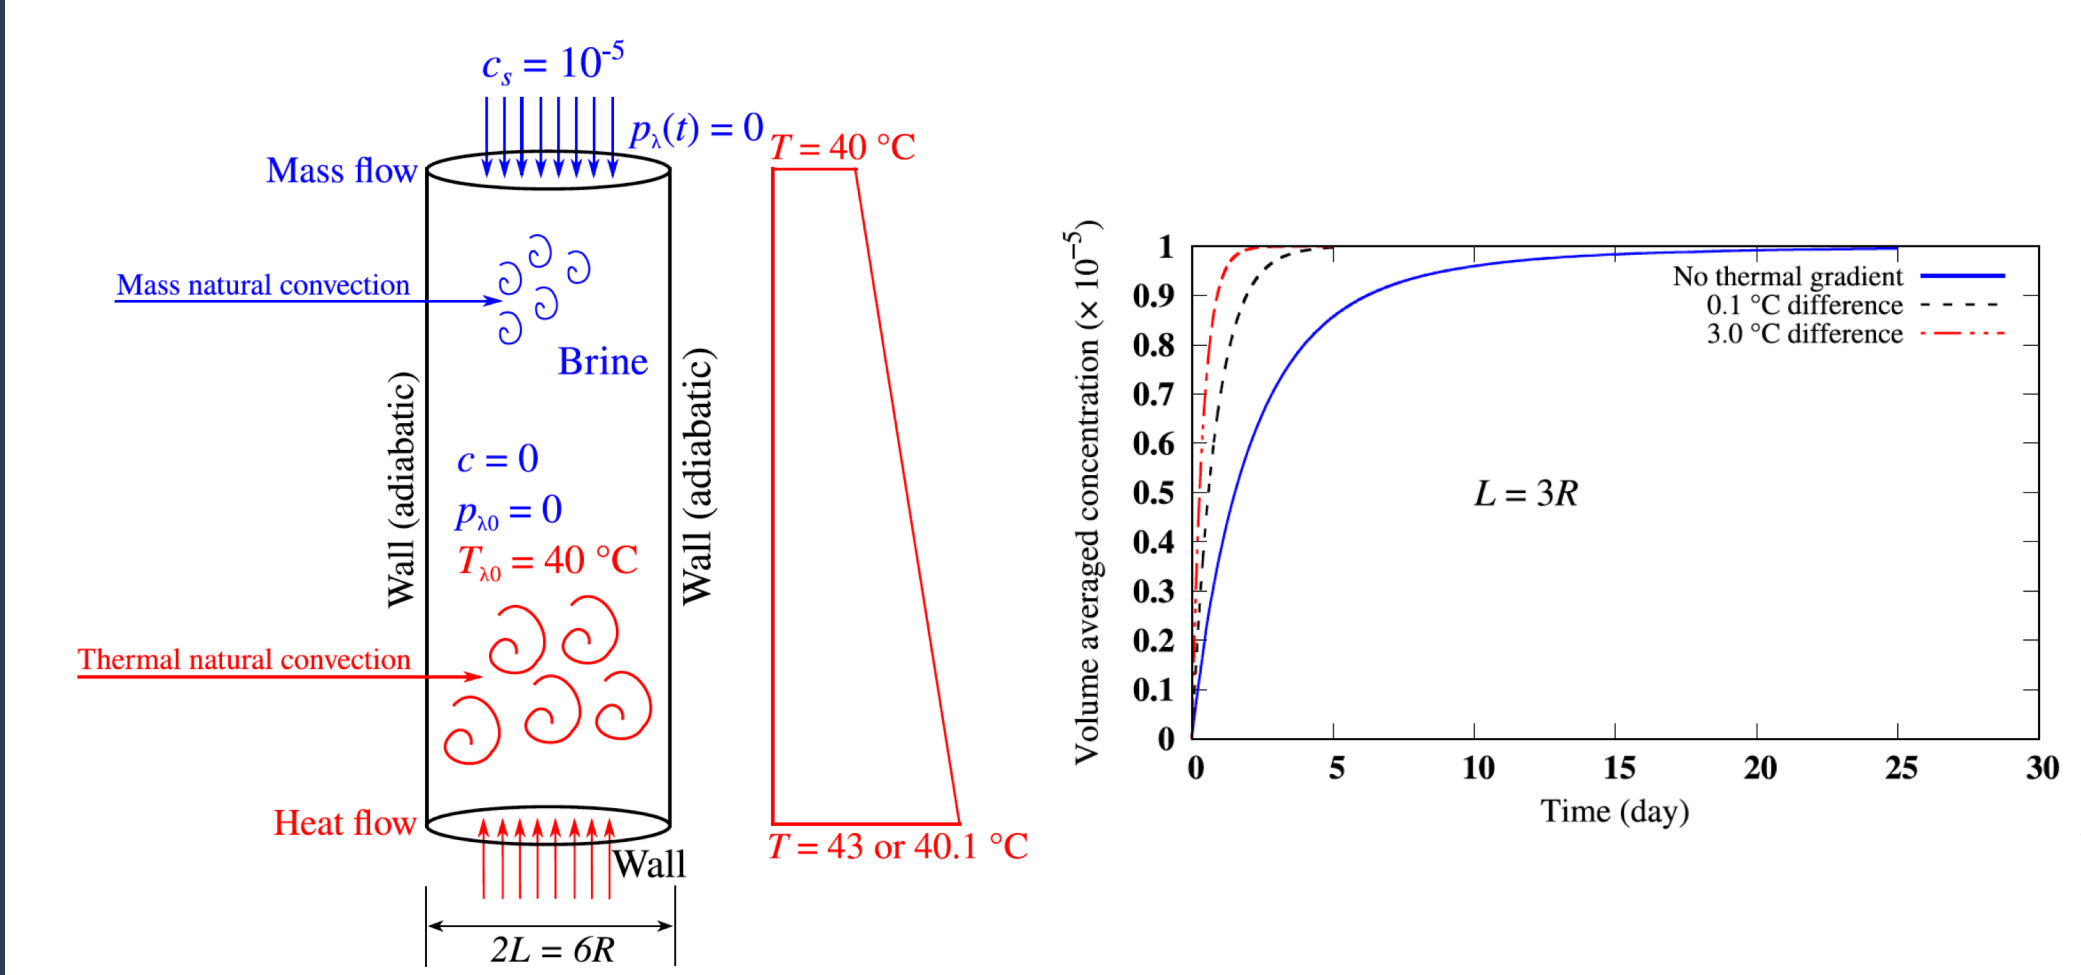 c_s = 10^-5
p_λ(t) = 0
T = 40 °C
Mass flow
Mass natural convection
Brine
Wall (adiabatic)
Wall (adiabatic)
c = 0
p_λ0 = 0
T_λ0 = 40 °C
Thermal natural convection
Heat flow
Wall
T = 43 or 40.1 °C
2L = 6R
Volume averaged concentration (× 10^-5)
1
0.9
0.8
0.7
0.6
0.5
0.4
0.3
0.2
0.1
0
No thermal gradient
0.1 °C difference
3.0 °C difference
L = 3R
0 5 10 15 20 25 30
Time (day)